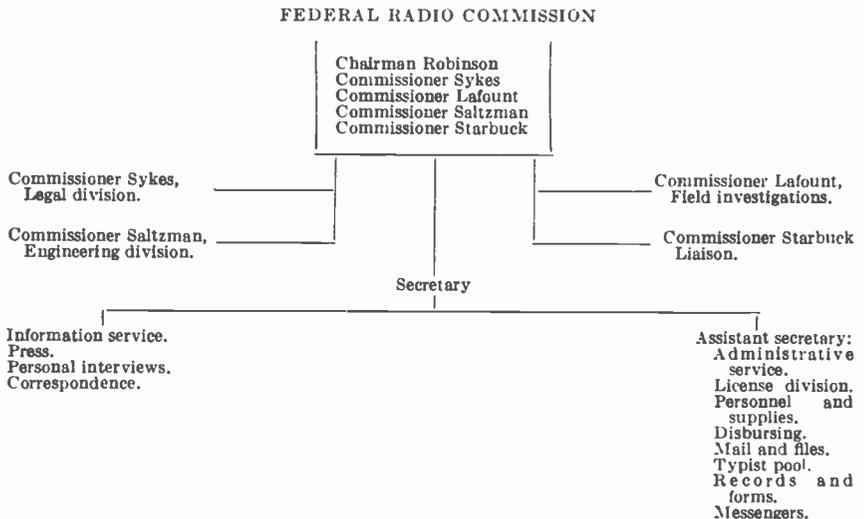 FEDERAL RADIO COMMISSION
Chairman Robinson
Commissioner Sykes
Commissioner Lafount
Commissioner Saltzman
Commissioner Starbuck
Commissioner Sykes,
Legal division.
Commissioner Lafount,
Field investigations.
Commissioner Saltzman,
Engineering division.
Commissioner Starbuck
Liaison.
Secretary
Information service.
Press.
Personal interviews.
Correspondence.
Assistant secretary:
Administrative
service.
License division.
Personnel and
supplies.
Disbursing.
Mail and files.
Typist pool.
Records and
forms.
Messengers.